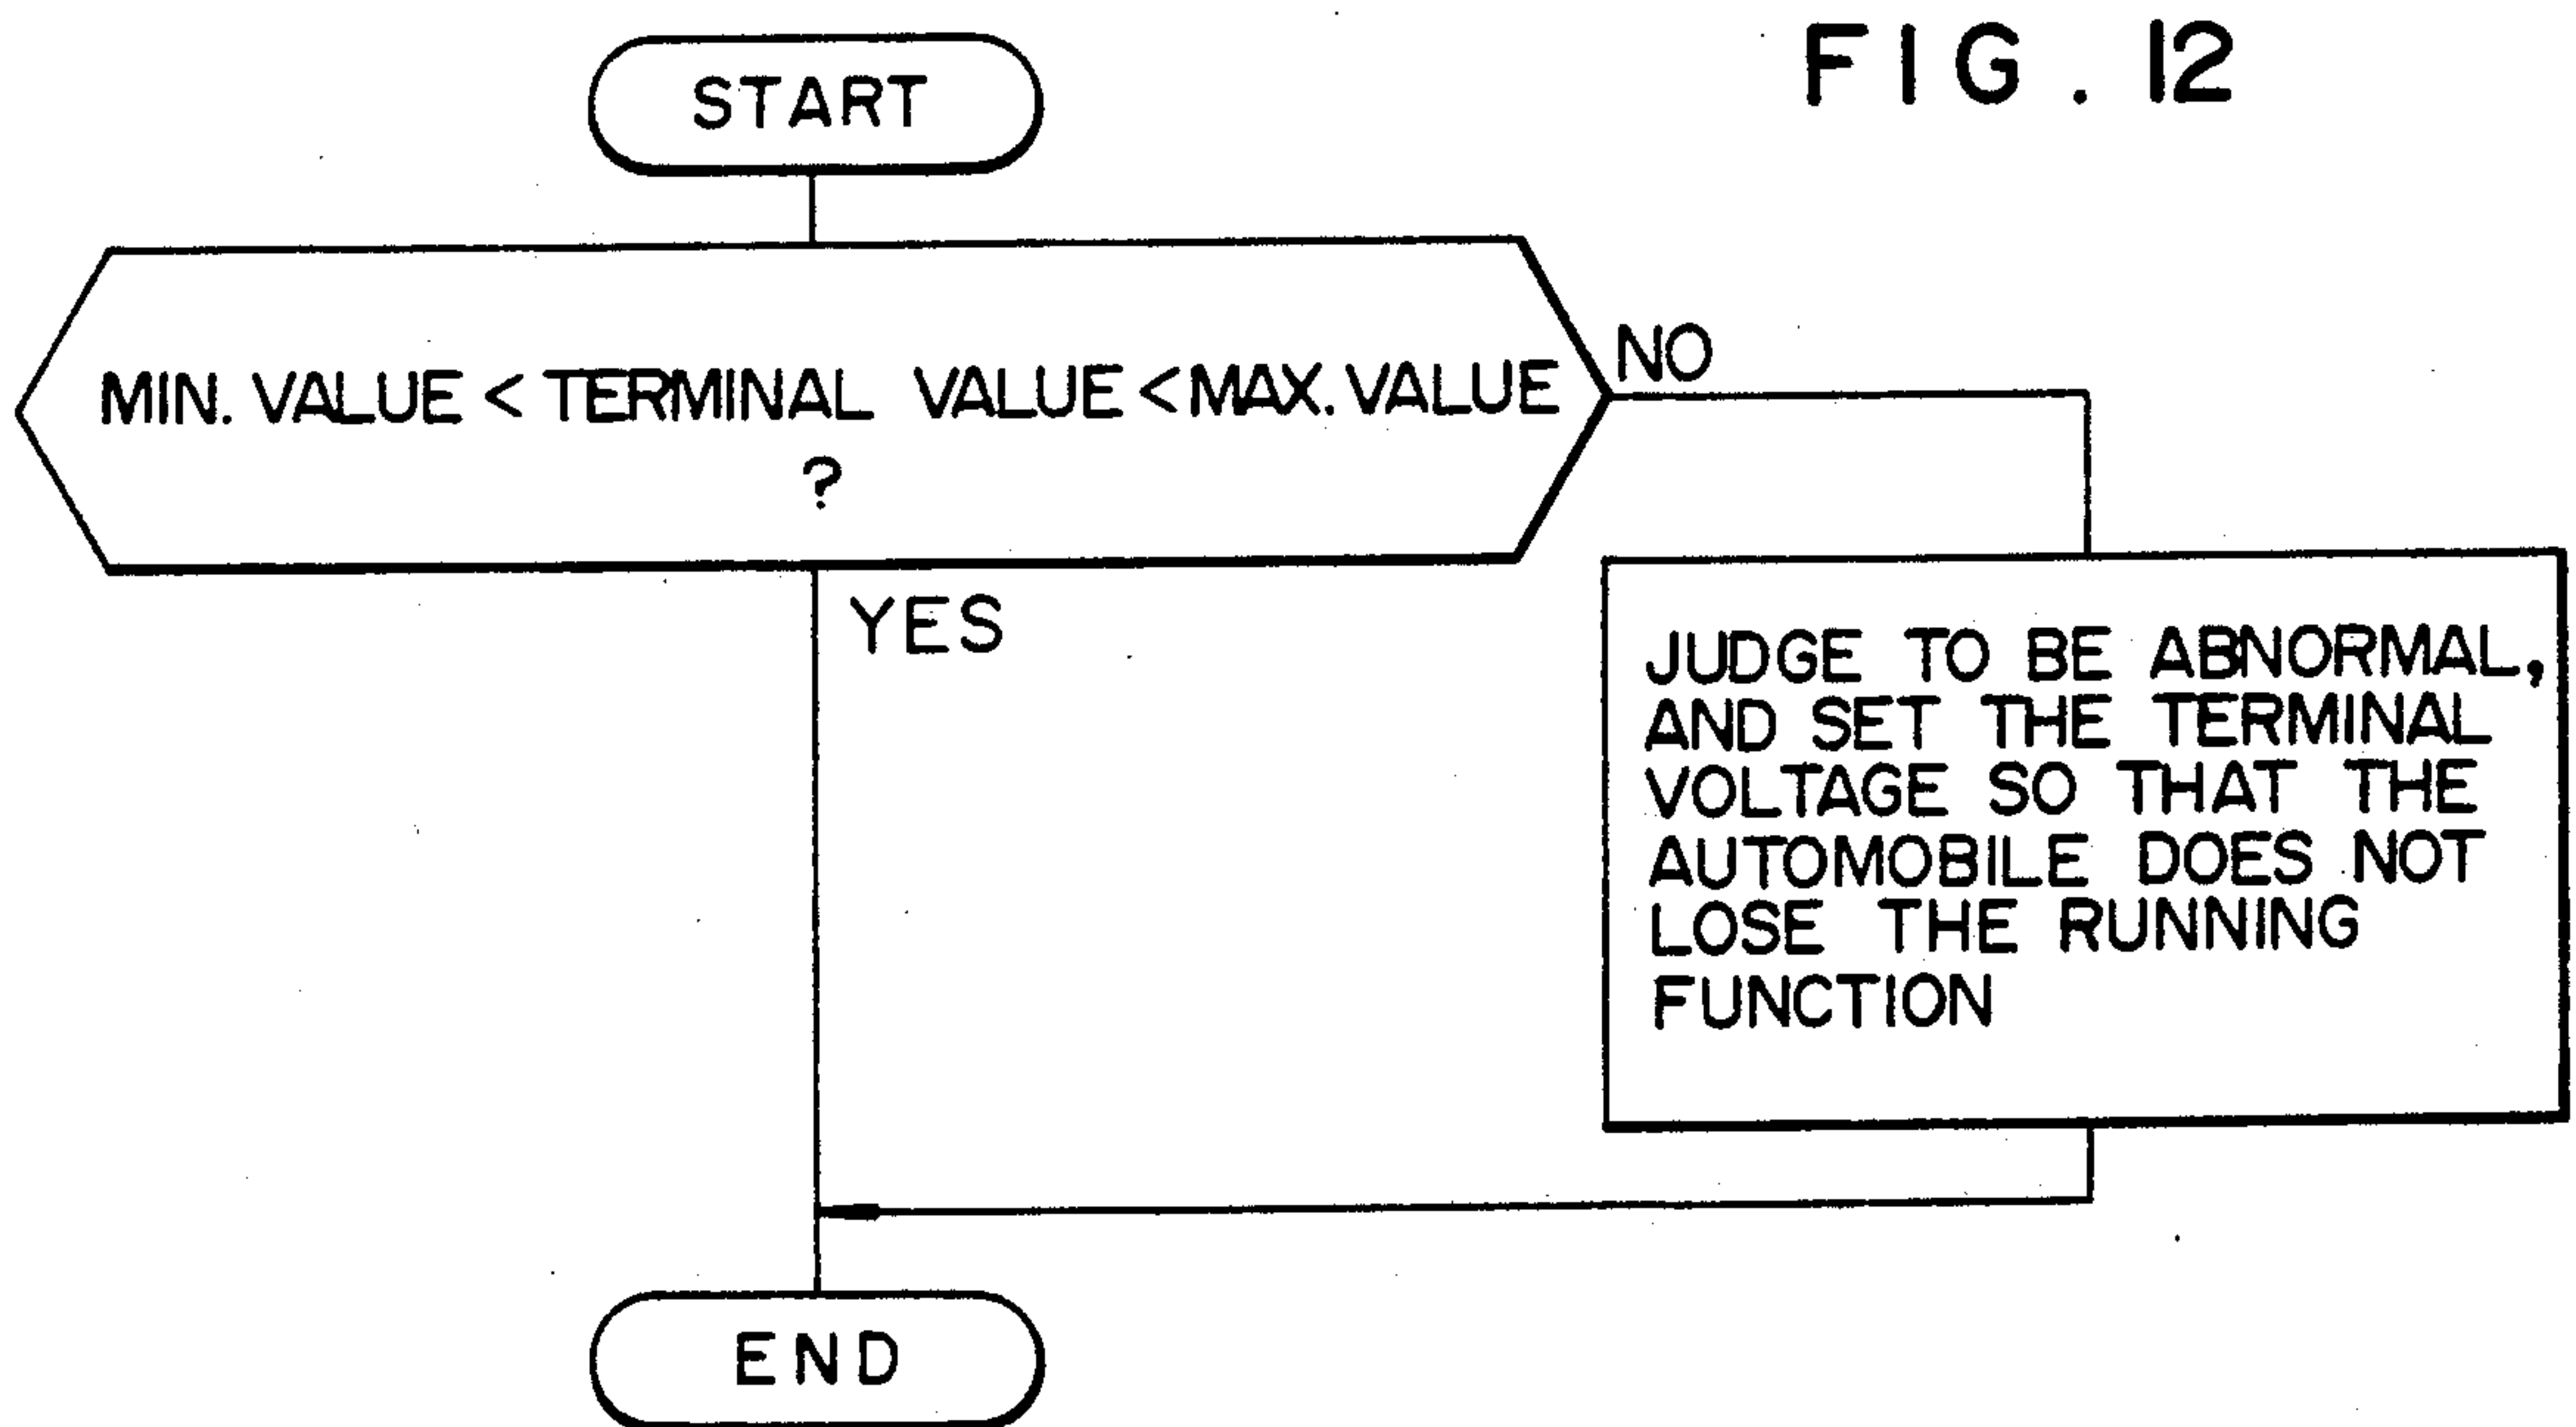 FIG. 12
START
MIN. VALUE < TERMINAL VALUE < MAX. VALUE
?
NO
YES
JUDGE TO BE ABNORMAL,
AND SET THE TERMINAL
VOLTAGE SO THAT THE
AUTOMOBILE DOES NOT
LOSE THE RUNNING
FUNCTION
END